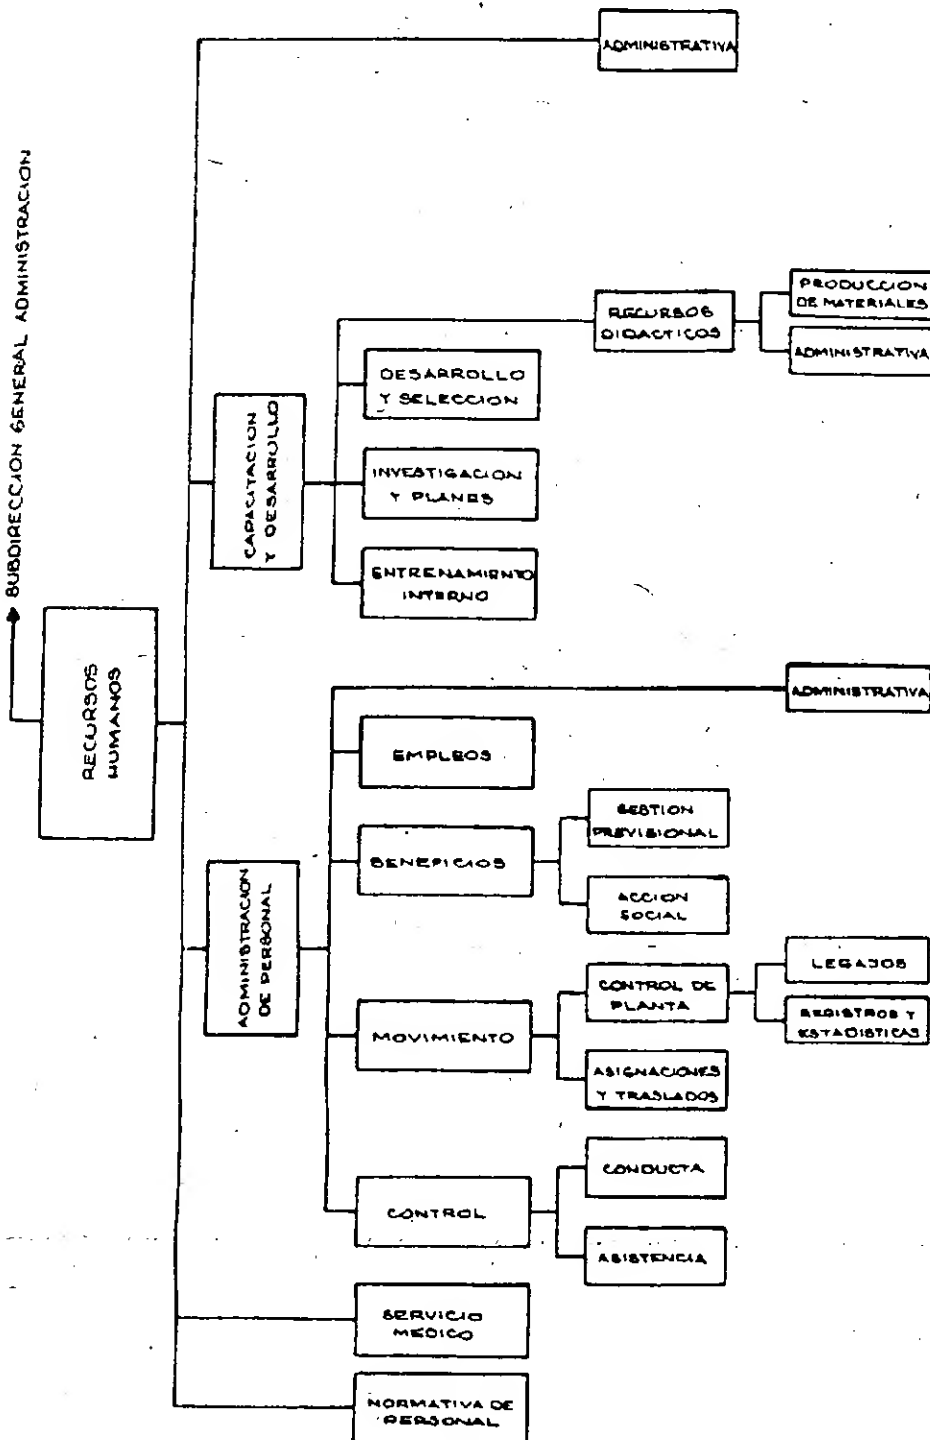 SUBDIRECCION GENERAL ADMINISTRACION
RECURSOS
HUMANOS
NORMATIVA DE
PERSONAL
SERVICIO
MEDICO
ADMINISTRACION
DE PERSONAL
CONTROL
ASISTENCIA
CONDUCTA
MOVIMIENTO
ASIGNACIONES
Y TRASLADOS
CONTROL DE
PLANTA
REGISTROS Y
ESTADISTICAS
LEGAJOS
BENEFICIOS
ACCION
SOCIAL
GESTION
PREVISIONAL
EMPLEOS
ADMINISTRATIVA
CAPACITACION
Y DESARROLLO
ENTRENAMIENTO
INTERNO
INVESTIGACION
Y PLANES
DESARROLLO
Y SELECCION
RECURSOS
DIDACTICOS
ADMINISTRATIVA
PRODUCCION
DE MATERIALES
ADMINISTRATIVA